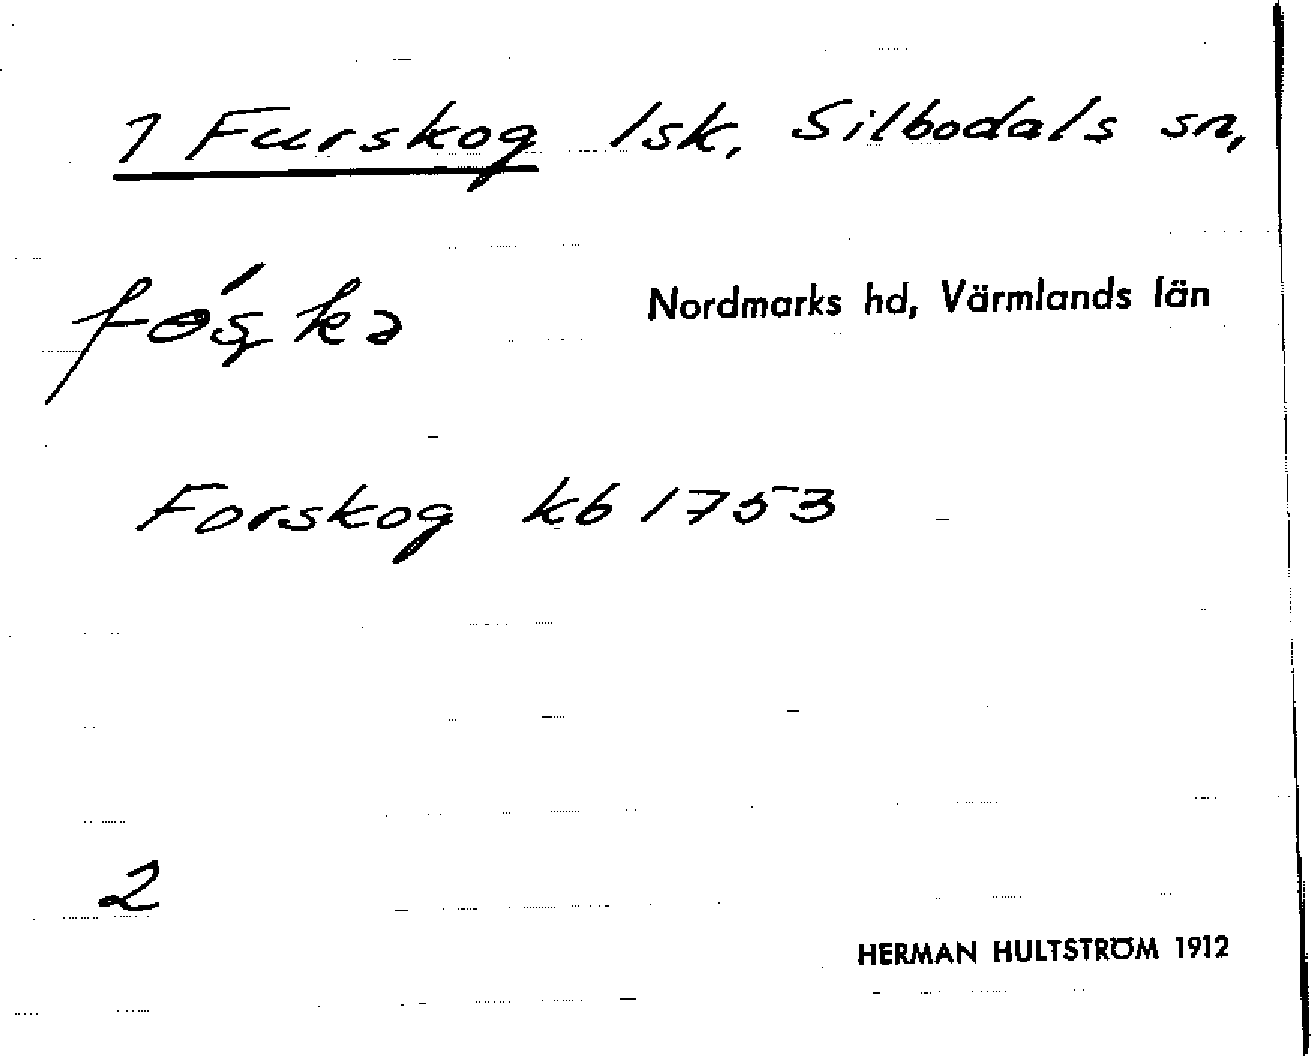 1 Furskog lsk, Silbodals sn,
Nordmarks hd, Värmlands län
Forskog kb 1753
2
HERMAN HULTSTRÖM 1912